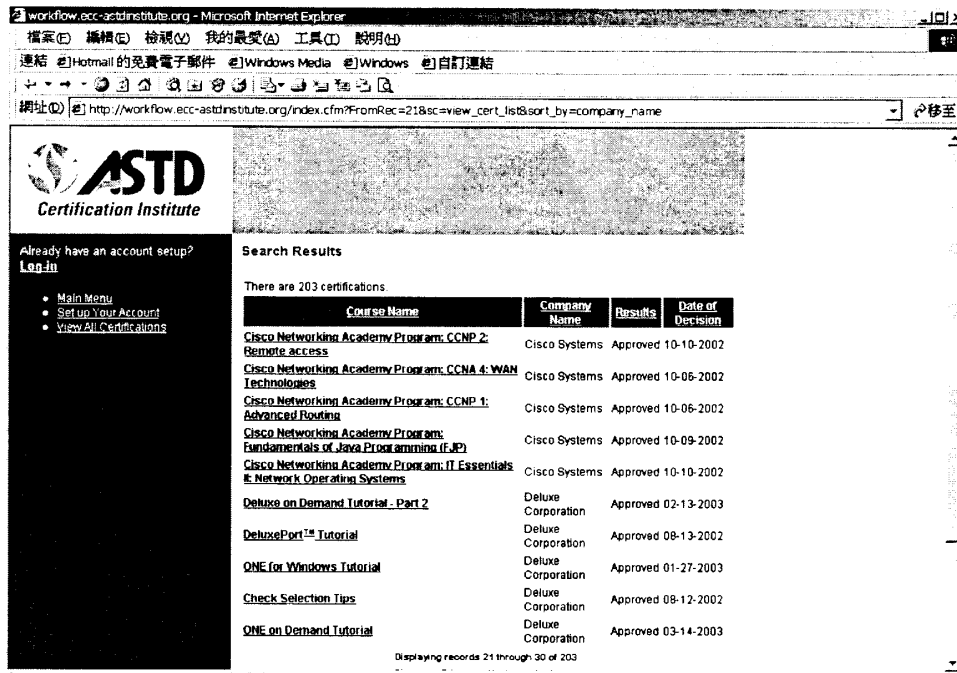 workflow.ecc-astdinstitute.org - Microsoft Internet Explorer
檔案(F) 編輯(E) 檢視(V) 我的最愛(A) 工具(T) 說明(H)
連結 Hotmail 的免費電子郵件 Windows Media Windows 自訂連結
網址(D) http://workflow.ecc-astdinstitute.org/index.cfm?FromRec=21&sc=view_cert_list&sort_by=company_name 移至
ASTD
Certification Institute
Already have an account setup?
Log-in
Main Menu
Set up Your Account
View All Certifications
Search Results
There are 203 certifications.
Course Name Company Name Results Date of Decision
Cisco Networking Academy Program: CCNP 2: Remote access Cisco Systems Approved 10-10-2002
Cisco Networking Academy Program: CCNA 4: WAN Technologies Cisco Systems Approved 10-06-2002
Cisco Networking Academy Program: CCNP 1: Advanced Routing Cisco Systems Approved 10-06-2002
Cisco Networking Academy Program: Fundamentals of Java Programming (FJP) Cisco Systems Approved 10-09-2002
Cisco Networking Academy Program: IT Essentials II: Network Operating Systems Cisco Systems Approved 10-10-2002
Deluxe on Demand Tutorial - Part 2 Deluxe Corporation Approved 02-13-2003
DeluxePort™ Tutorial Deluxe Corporation Approved 08-13-2002
ONE for Windows Tutorial Deluxe Corporation Approved 01-27-2003
Check Selection Tips Deluxe Corporation Approved 08-12-2002
ONE on Demand Tutorial Deluxe Corporation Approved 03-14-2003
Displaying records 21 through 30 of 203